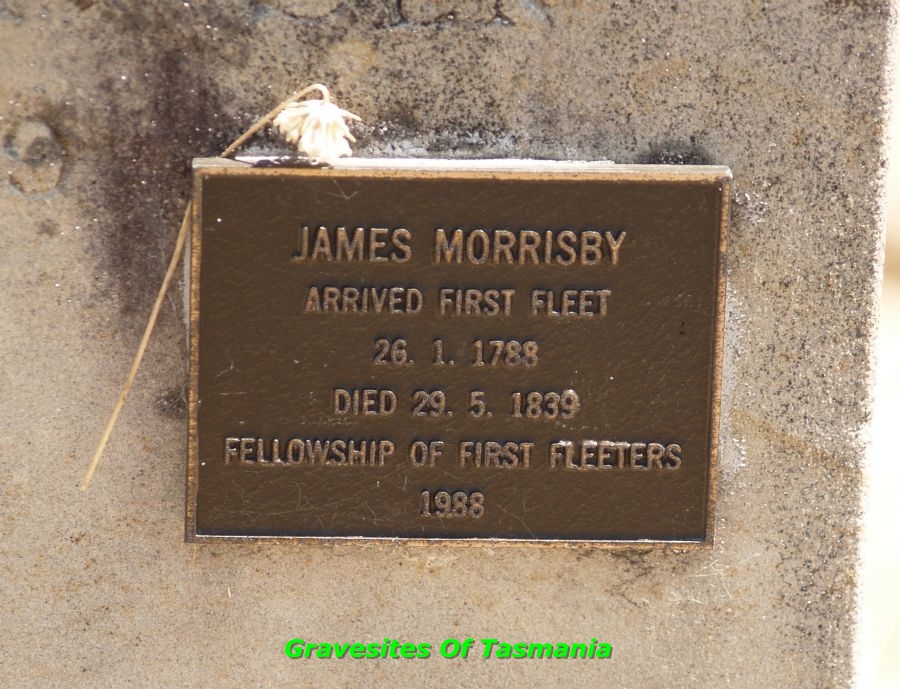 JAMES MORRISBY
ARRIVED FIRST FLEET
26. 1. 1788
DIED 29. 5. 1839
FELLOWSHIP OF FIRST FLEETERS
1988
Gravesites Of Tasmania